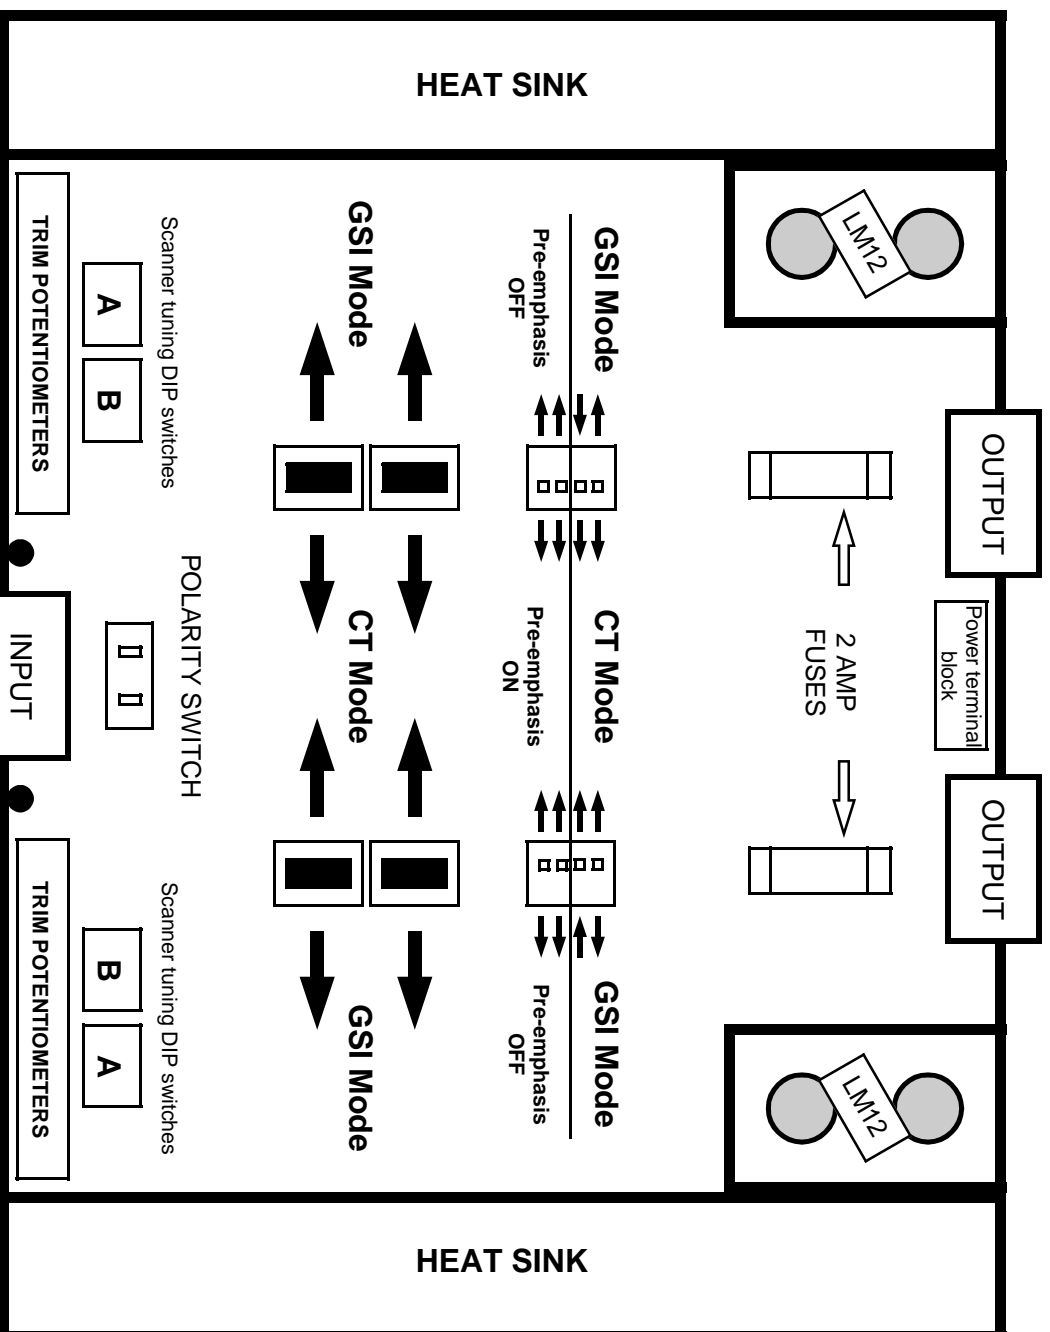 HEAT SINK
TRIM POTENTIOMETERS
A
B
Scanner tuning DIP switches
GSI Mode
Pre-emphasis
OFF
GSI Mode
LM12
OUTPUT
INPUT
POLARITY SWITCH
CT Mode
Pre-emphasis
ON
CT Mode
2 AMP
FUSES
Power terminal
block
OUTPUT
TRIM POTENTIOMETERS
B
A
Scanner tuning DIP switches
GSI Mode
Pre-emphasis
OFF
GSI Mode
LM12
HEAT SINK